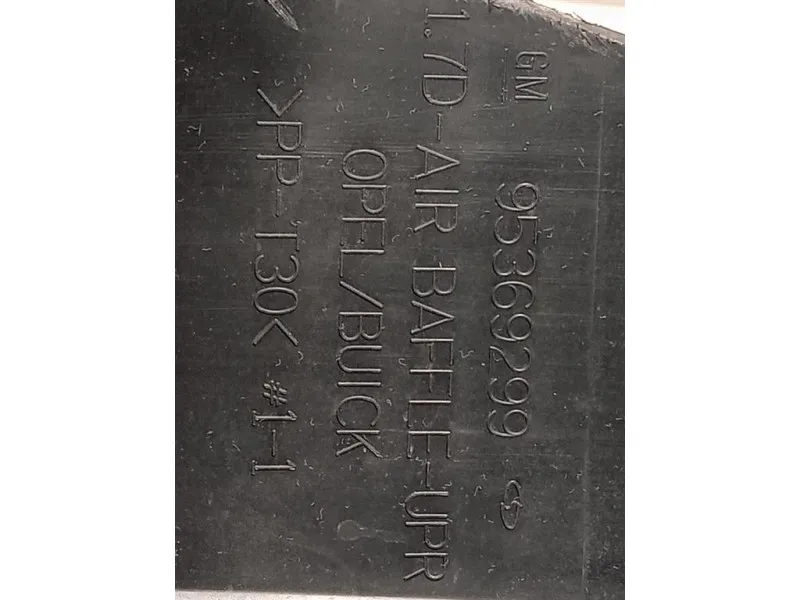 GM 95369299
1.7D-AIR BAFFLE-UPR
OPEL/BUICK
>PP-T30< #1-1